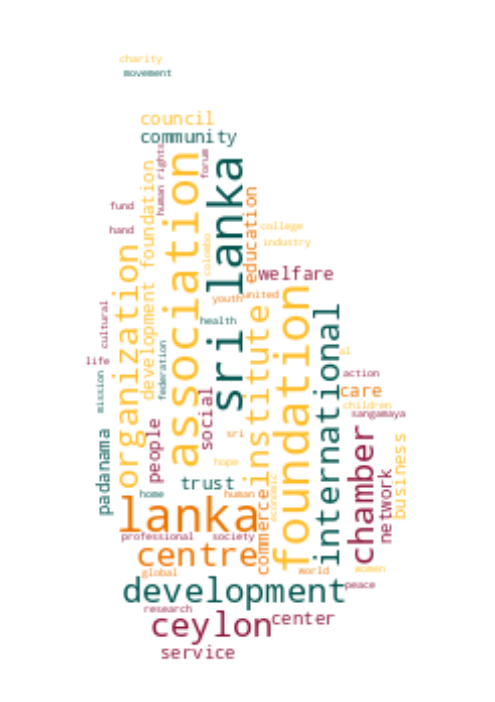 charity
movement
council
community
human rights
forum
association
sri lanka
development foundation
education
fund
hand
college
colombo
industry
organization
welfare
youth
united
foundation
institute
international
cultural
health
federation
al
life
action
mission
care
social
children
sangamaya
people
padanama
sri
chamber
business
hope
network
trust
economic
home
human
commerce
lanka
professional
society
centre
global
world
women
development
peace
research
ceylon
center
service